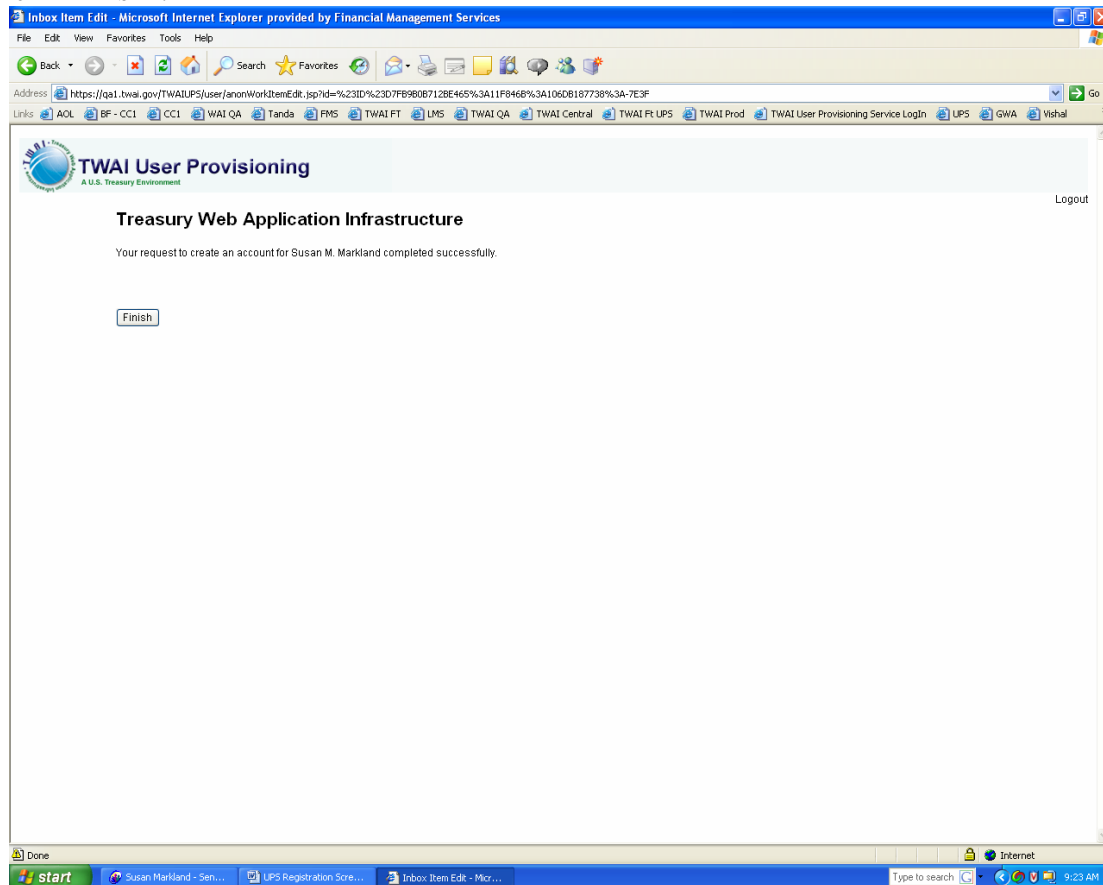 Inbox Item Edit - Microsoft Internet Explorer provided by Financial Management Services
File Edit View Favorites Tools Help
Back Search Favorites
Address https://qa1.twai.gov/TWAIUPS/user/anonWorkItemEdit.jsp?id=%23ID%23D7FB9B0B712BE465%3A11F846B%3A106DB187738%3A-7E3F Go
Links AOL BF - CC1 CC1 WAI QA Tanda FMS TWAI FT LMS TWAI QA TWAI Central TWAI Ft UPS TWAI Prod TWAI User Provisioning Service LogIn UPS GWA Vishal
TWAI User Provisioning
A U.S. Treasury Environment
Logout
Treasury Web Application Infrastructure
Your request to create an account for Susan M. Markland completed successfully.
Finish
Done Internet
start Susan Markland - Sen... UPS Registration Scre... Inbox Item Edit - Micr... Type to search 9:23 AM